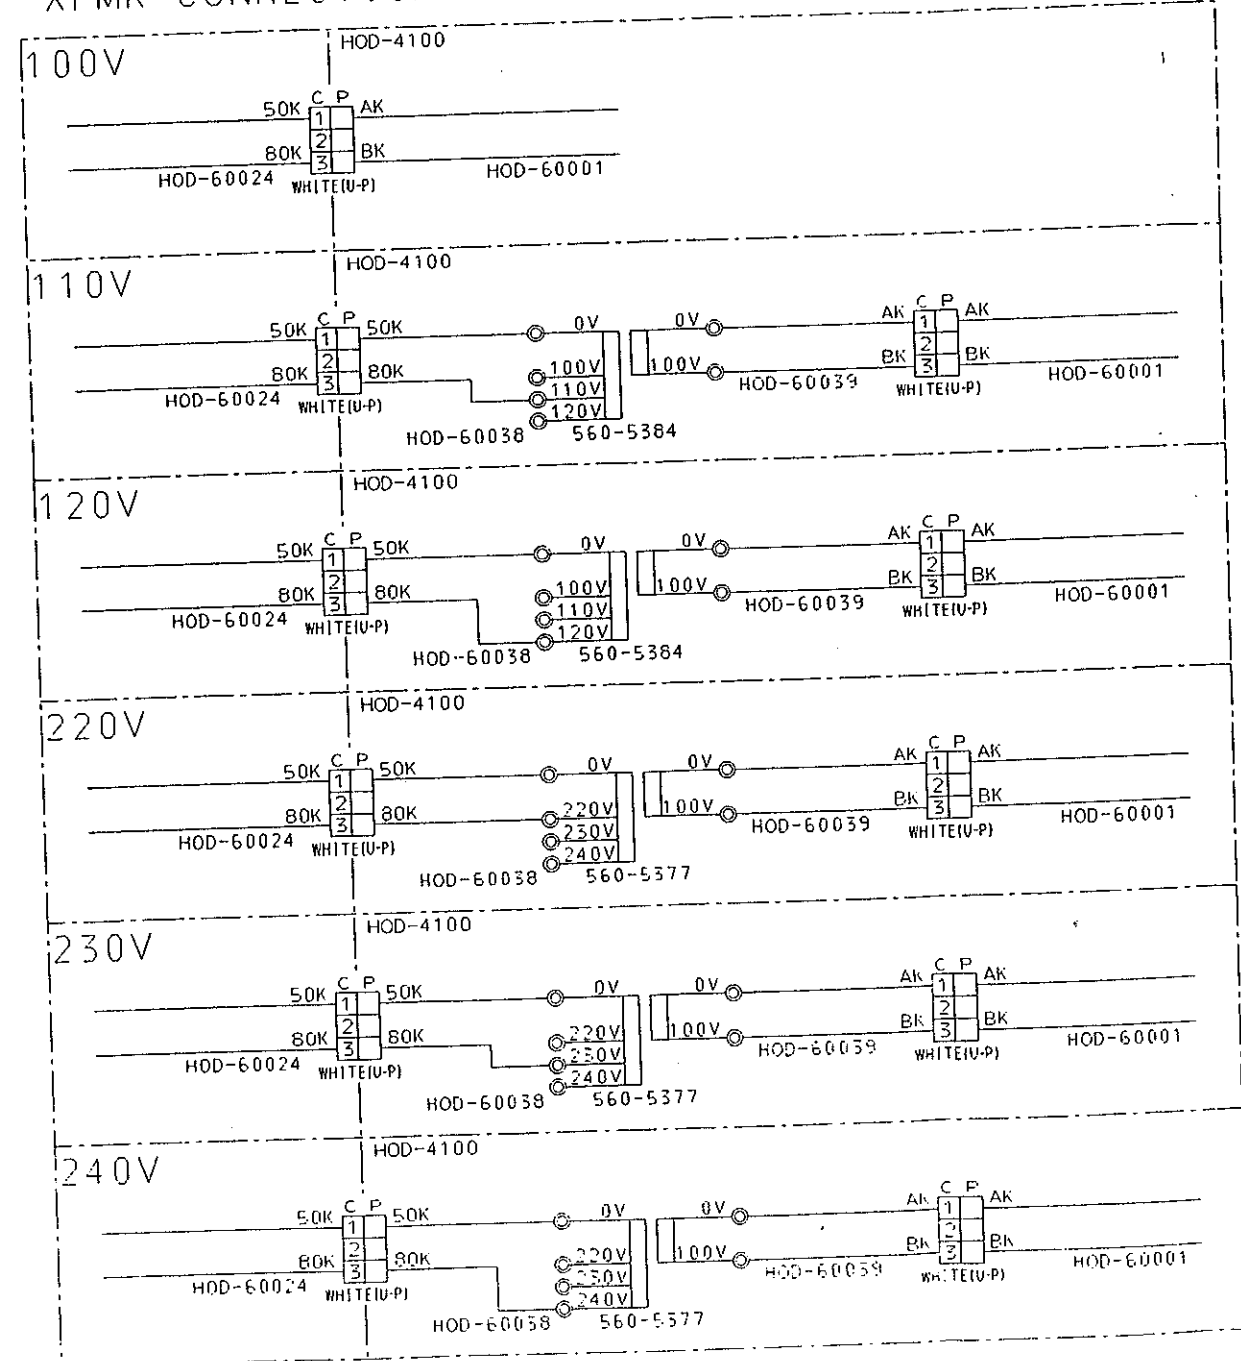 100V
HOD-4100
C P
50K 1 AK
2
80K 3 BK
HOD-60024 WHITE(U-P) HOD-60001
110V
HOD-4100
C P
50K 1 50K 0V 0V AK C P 1 AK
2 2
80K 3 80K 100V 100V BK 3 BK
110V
120V
HOD-60024 WHITE(U-P) HOD-60038 560-5384 HOD-60039 WHITE(U-P) HOD-60001
120V
HOD-4100
C P
50K 1 50K 0V 0V AK C P 1 AK
2 2
80K 3 80K 100V 100V BK 3 BK
110V
120V
HOD-60024 WHITE(U-P) HOD-60038 560-5384 HOD-60039 WHITE(U-P) HOD-60001
220V
HOD-4100
C P
50K 1 50K 0V 0V AK C P 1 AK
2 2
80K 3 80K 220V 100V BK 3 BK
230V
240V
HOD-60024 WHITE(U-P) HOD-60038 560-5377 HOD-60039 WHITE(U-P) HOD-60001
230V
HOD-4100
C P
50K 1 50K 0V 0V AK C P 1 AK
2 2
80K 3 80K 220V 100V BK 3 BK
230V
240V
HOD-60024 WHITE(U-P) HOD-60038 560-5377 HOD-60039 WHITE(U-P) HOD-60001
240V
HOD-4100
C P
50K 1 50K 0V 0V AK C P 1 AK
2 2
80K 3 80K 220V 100V BK 3 BK
230V
240V
HOD-60024 WHITE(U-P) HOD-60038 560-5377 HOD-60039 WHITE(U-P) HOD-60001